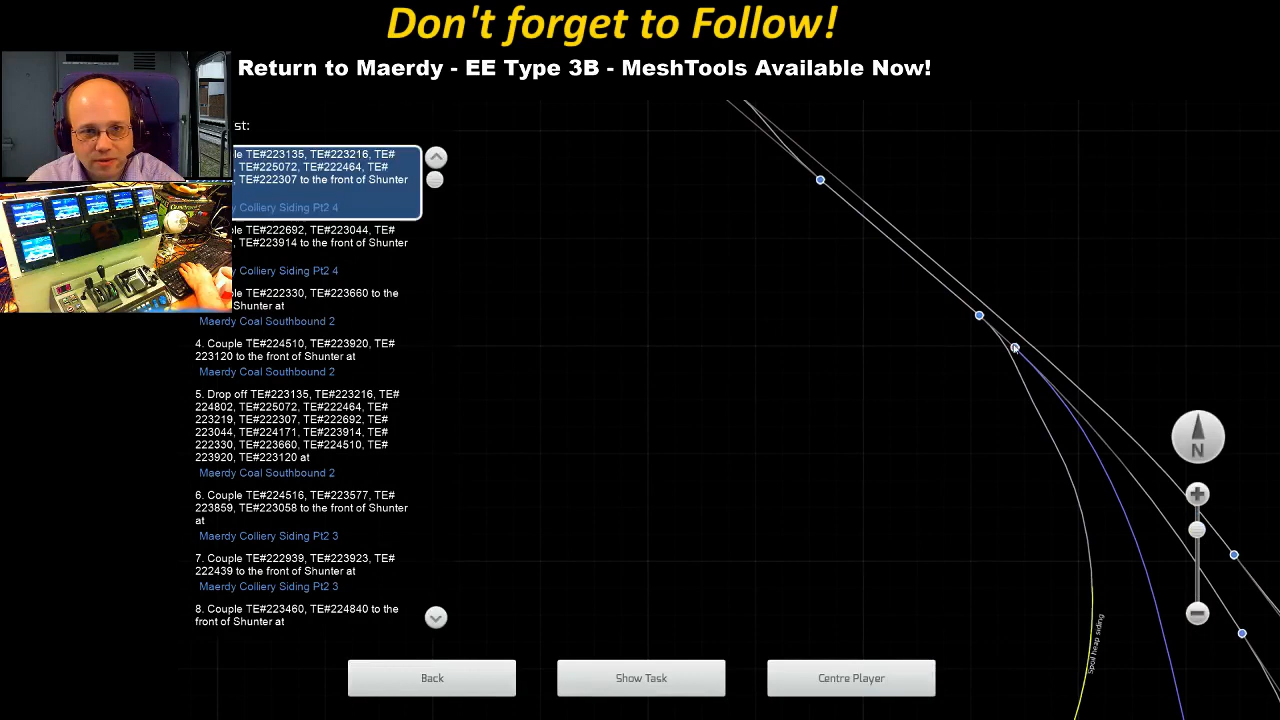 Don't forget to Follow!
Return to Maerdy - EE Type 3B - MeshTools Available Now!
st:
ple TE#223135, TE#223216, TE#
TE#225072, TE#222464, TE#
, TE#222307 to the front of Shunter
y Colliery Siding Pt2 4
ple TE#222692, TE#223044, TE#
, TE#223914 to the front of Shunter
y Colliery Siding Pt2 4
ple TE#222330, TE#223660 to the
front of Shunter at
Maerdy Coal Southbound 2
4. Couple TE#224510, TE#223920, TE#
223120 to the front of Shunter at
Maerdy Coal Southbound 2
5. Drop off TE#223135, TE#223216, TE#
224802, TE#225072, TE#222464, TE#
223219, TE#222307, TE#222692, TE#
223044, TE#224171, TE#223914, TE#
222330, TE#223660, TE#224510, TE#
223920, TE#223120 at
Maerdy Coal Southbound 2
6. Couple TE#224516, TE#223577, TE#
223859, TE#223058 to the front of Shunter
at
Maerdy Colliery Siding Pt2 3
7. Couple TE#222939, TE#223923, TE#
222439 to the front of Shunter at
Maerdy Colliery Siding Pt2 3
8. Couple TE#223460, TE#224840 to the
front of Shunter at
Spoil heap siding
N
Back
Show Task
Centre Player